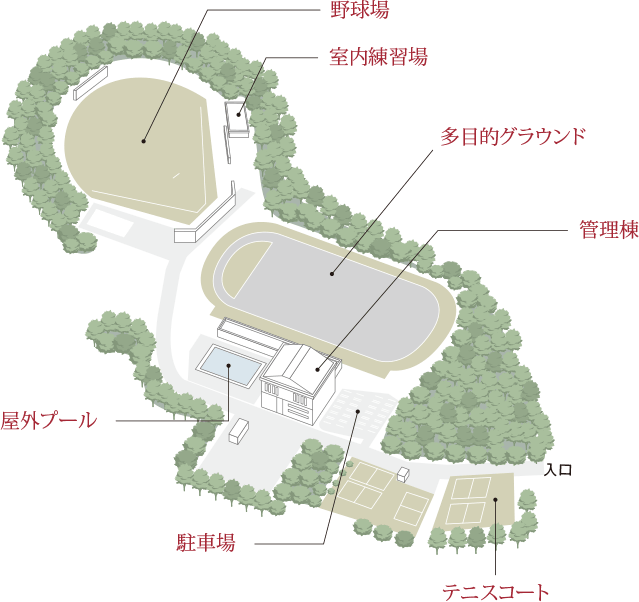 野球場
室内練習場
多目的グラウンド
管理棟
屋外プール
入口
駐車場
テニスコート